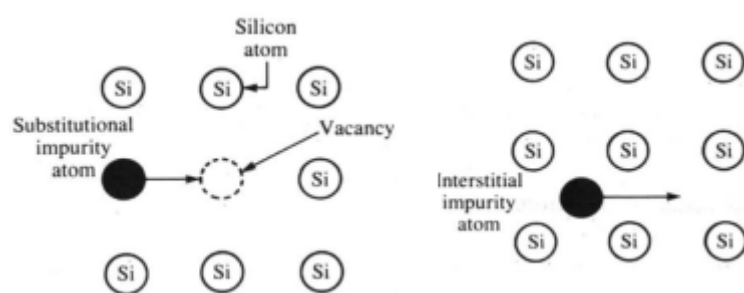 Silicon
atom
Si Si Si
Substitutional
impurity
atom
Vacancy
Si
Si Si Si
Si Si Si
Si Si Si
Interstitial
impurity
atom
Si Si Si